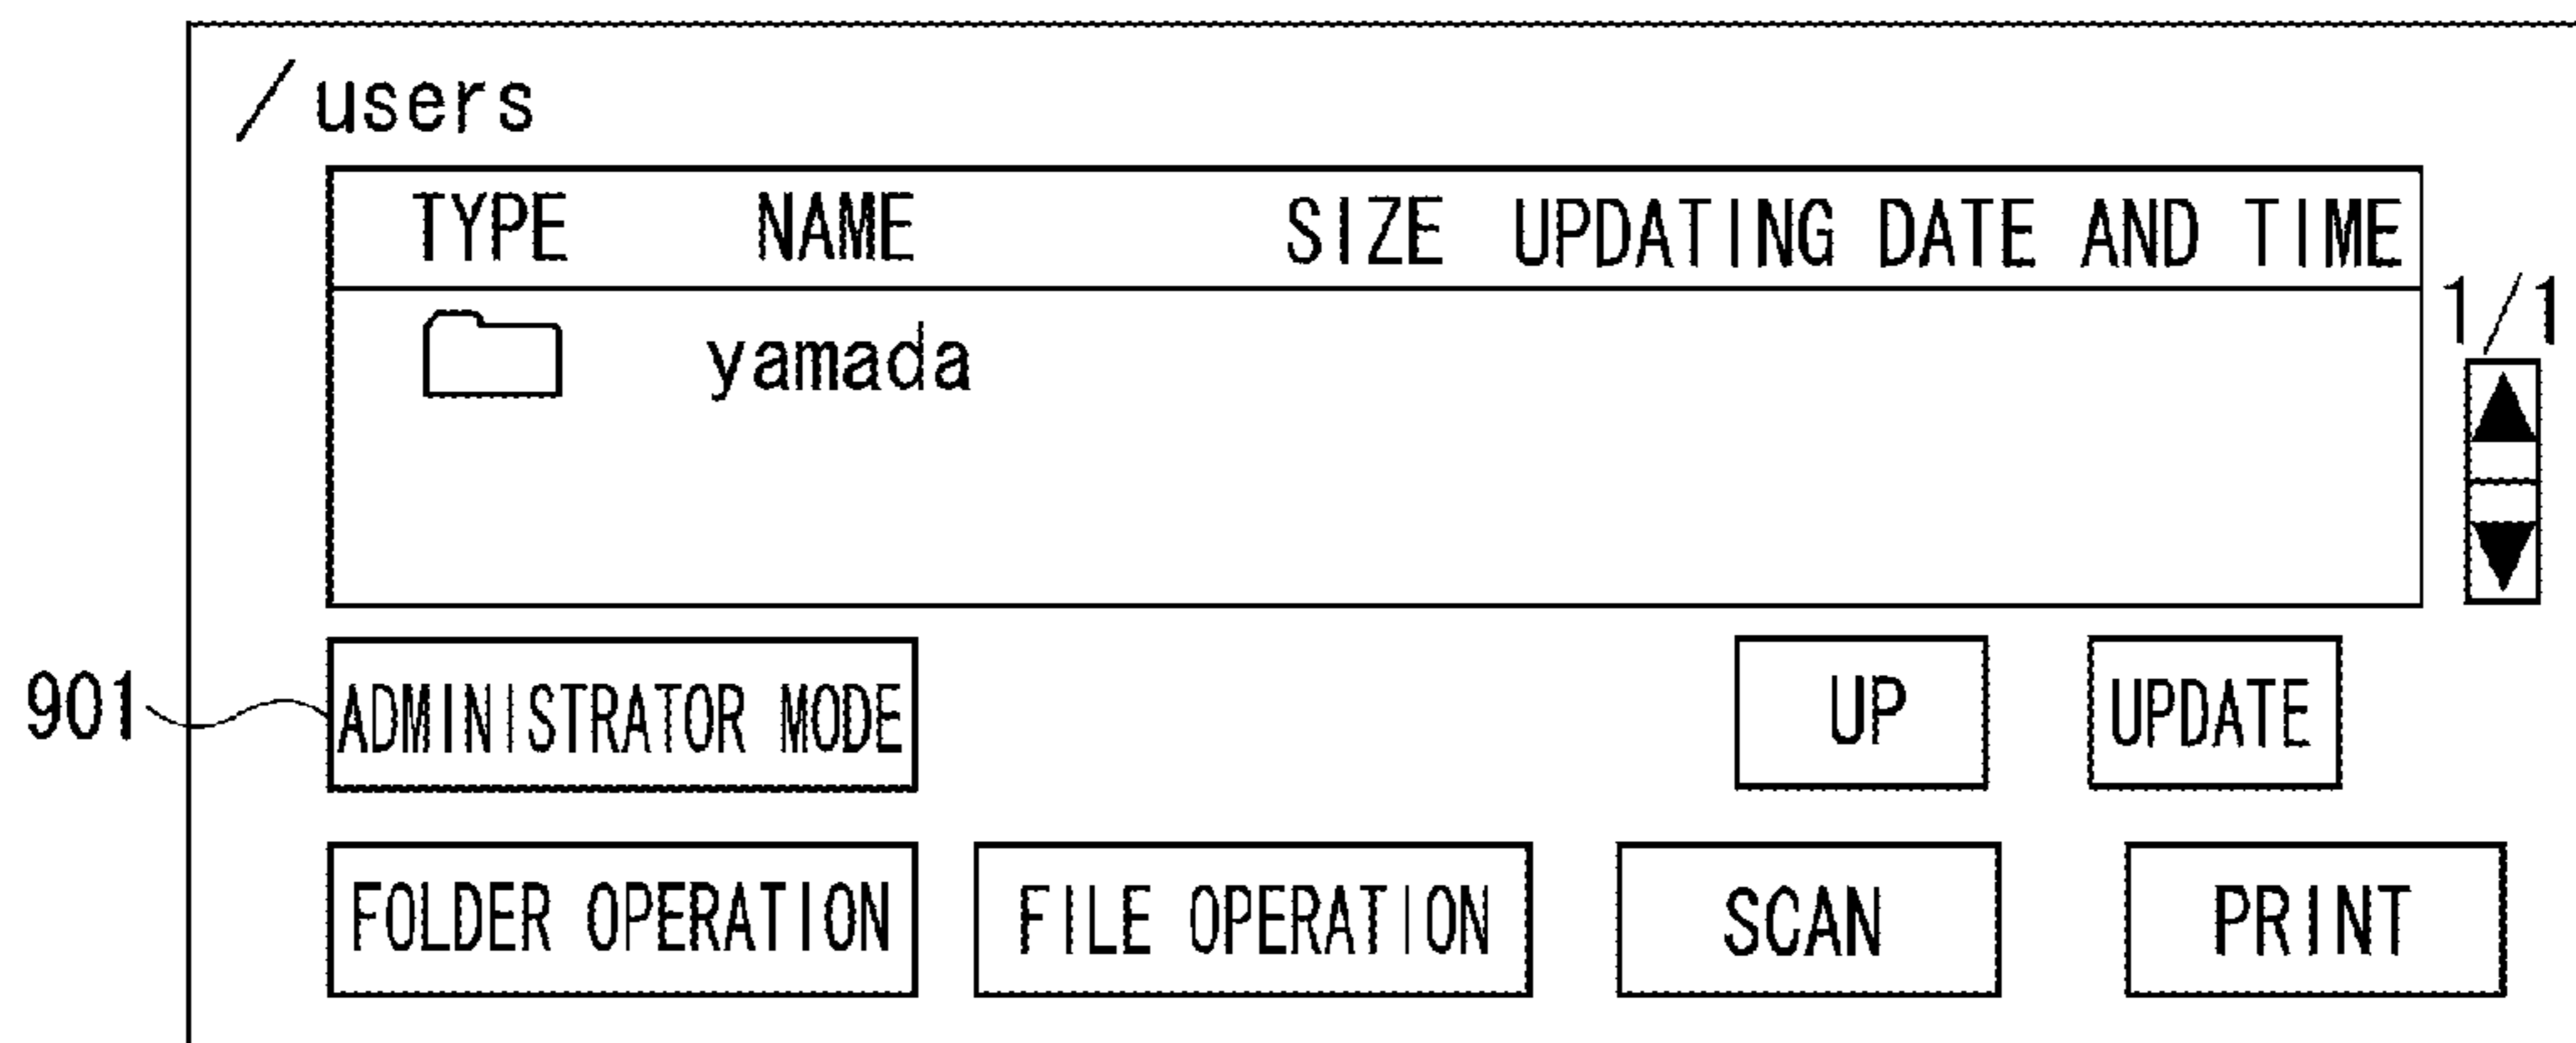 /users
TYPE NAME SIZE UPDATING DATE AND TIME
1/1
yamada
901 ADMINISTRATOR MODE UP UPDATE
FOLDER OPERATION FILE OPERATION SCAN PRINT